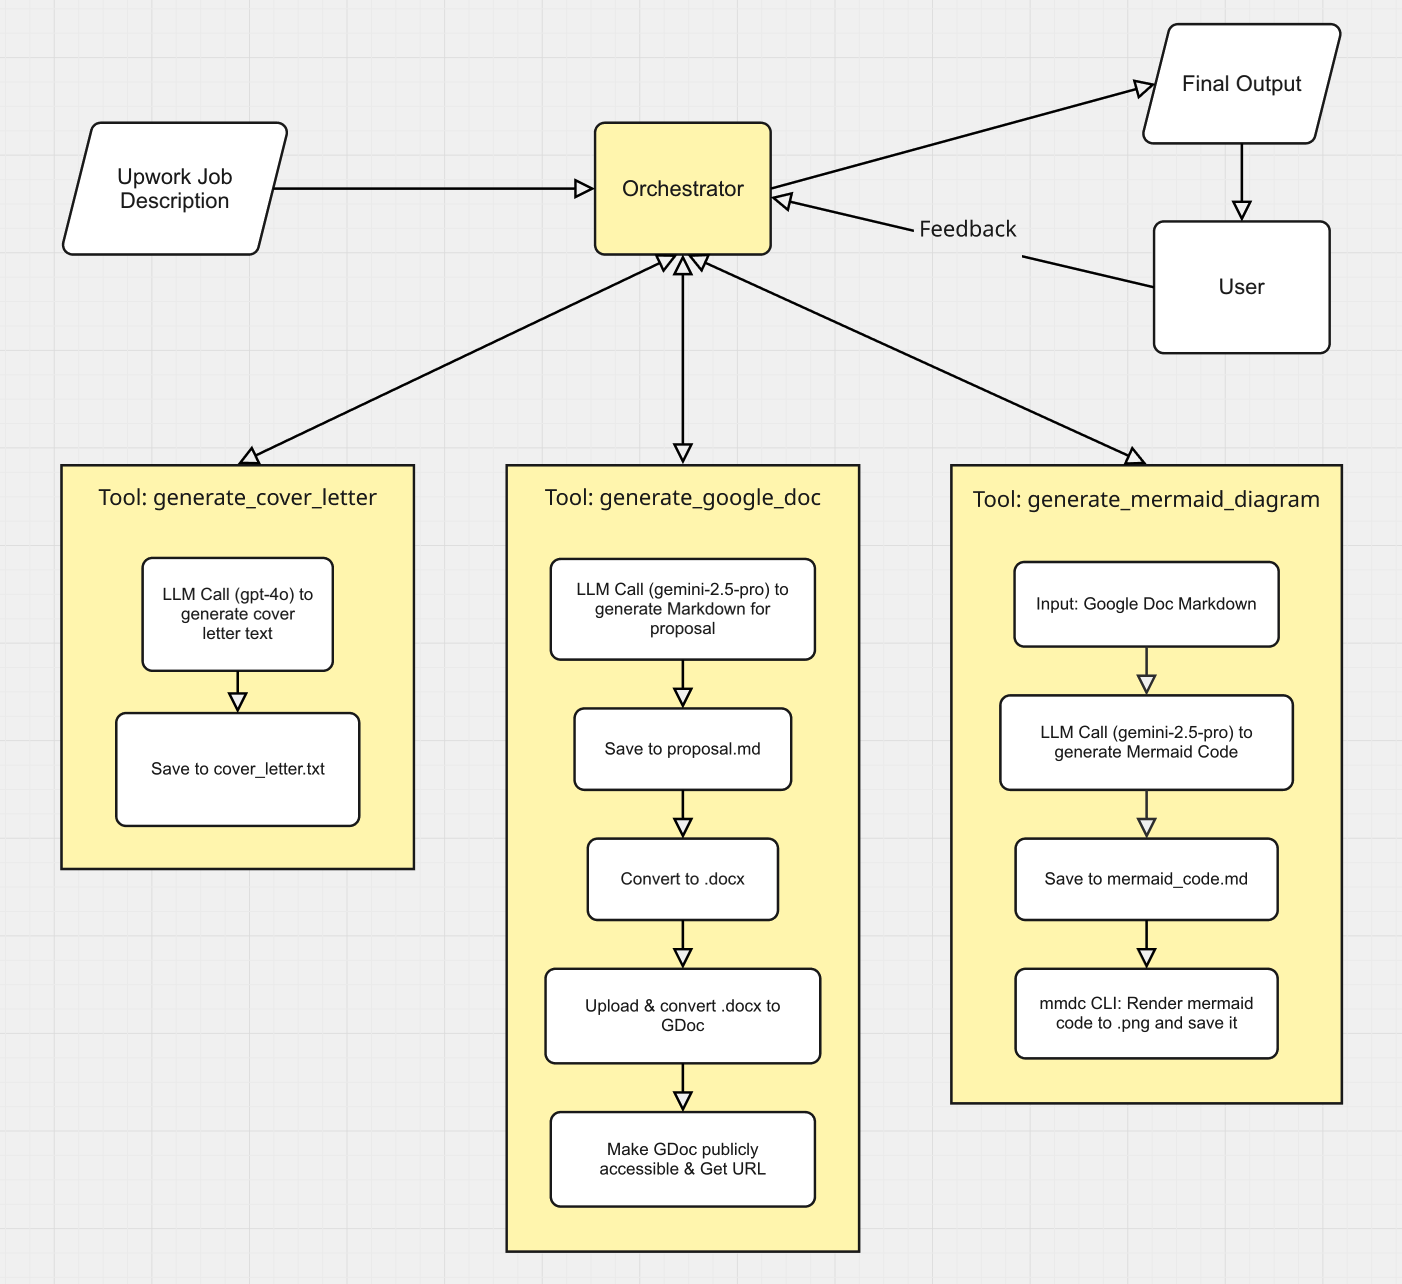 Final Output
Upwork Job
Description
Orchestrator
Feedback
User
Tool: generate_cover_letter
LLM Call (gpt-4o) to
generate cover
letter text
Save to cover_letter.txt
Tool: generate_google_doc
LLM Call (gemini-2.5-pro) to
generate Markdown for
proposal
Save to proposal.md
Convert to .docx
Upload & convert .docx to
GDoc
Make GDoc publicly
accessible & Get URL
Tool: generate_mermaid_diagram
Input: Google Doc Markdown
LLM Call (gemini-2.5-pro) to
generate Mermaid Code
Save to mermaid_code.md
mmdc CLI: Render mermaid
code to .png and save it